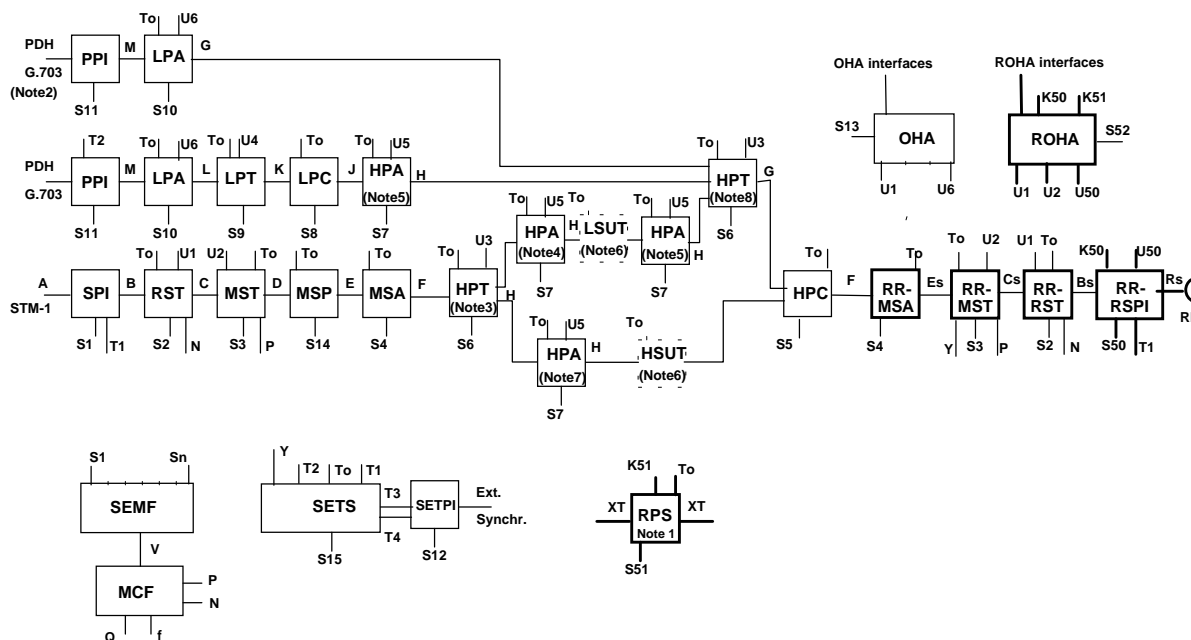 To U6
PDH M G
PPI LPA
G.703
(Note2)
S11 S10
OHA interfaces ROHA interfaces
K50 K51
S13 OHA ROHA S52
U1 U6 U1 U2 U50
T2 To U6 To U4 To To U5
PDH M L K J H
PPI LPA LPT LPC HPA
G.703 (Note5)
S11 S10 S9 S8 S7
To U3
HPT G
(Note8)
S6
To U5 To To U5
HPA H LSUT HPA
(Note4) (Note6) (Note5) H
S7 S7
To U1 U2 To To To
A B C D E F
SPI RST MST MSP MSA
STM-1
S1 T1 S2 N S3 P S14 S4
To U3
HPT H
(Note3)
S6
To U5 To
HPA H HSUT
(Note7) (Note6)
S7
To
HPC F
S5
To To U2 U1 To K50 U50
RR-MSA Es RR-MST Cs RR-RST Bs RR-RSPI Rs
S4 Y S3 P S2 N S50 T1
S1 Sn
SEMF
V
MCF P
N
Q f
Y
T2 To T1
SETS T3 SETPI Ext.
T4 Synchr.
S15 S12
K51 To
XT RPS XT
Note 1
S51